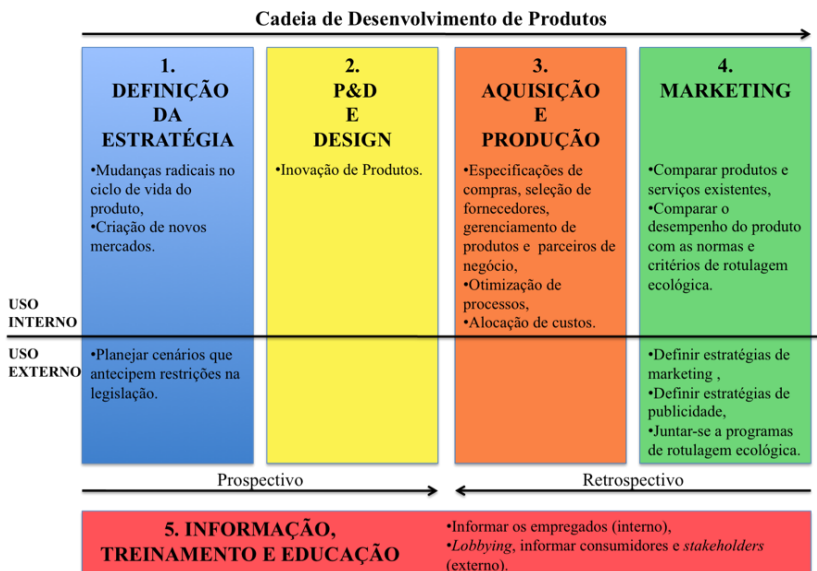 Cadeia de Desenvolvimento de Produtos
1.
DEFINIÇÃO
DA
ESTRATÉGIA
•Mudanças radicais no
ciclo de vida do
produto,
•Criação de novos
mercados.
2.
P&D
E
DESIGN
•Inovação de Produtos.
3.
AQUISIÇÃO
E
PRODUÇÃO
•Especificações de
compras, seleção de
fornecedores,
gerenciamento de
produtos e parceiros de
negócio,
•Otimização de
processos,
•Alocação de custos.
4.
MARKETING
•Comparar produtos e
serviços existentes,
•Comparar o
desempenho do produto
com as normas e
critérios de rotulagem
ecológica.
USO
INTERNO
USO
EXTERNO
•Planejar cenários que
antecipem restrições na
legislação.
•Definir estratégias de
marketing ,
•Definir estratégias de
publicidade,
•Juntar-se a programas
de rotulagem ecológica.
Prospectivo
Retrospectivo
5. INFORMAÇÃO,
TREINAMENTO E EDUCAÇÃO
•Informar os empregados (interno),
•Lobbying, informar consumidores e stakeholders
(externo).